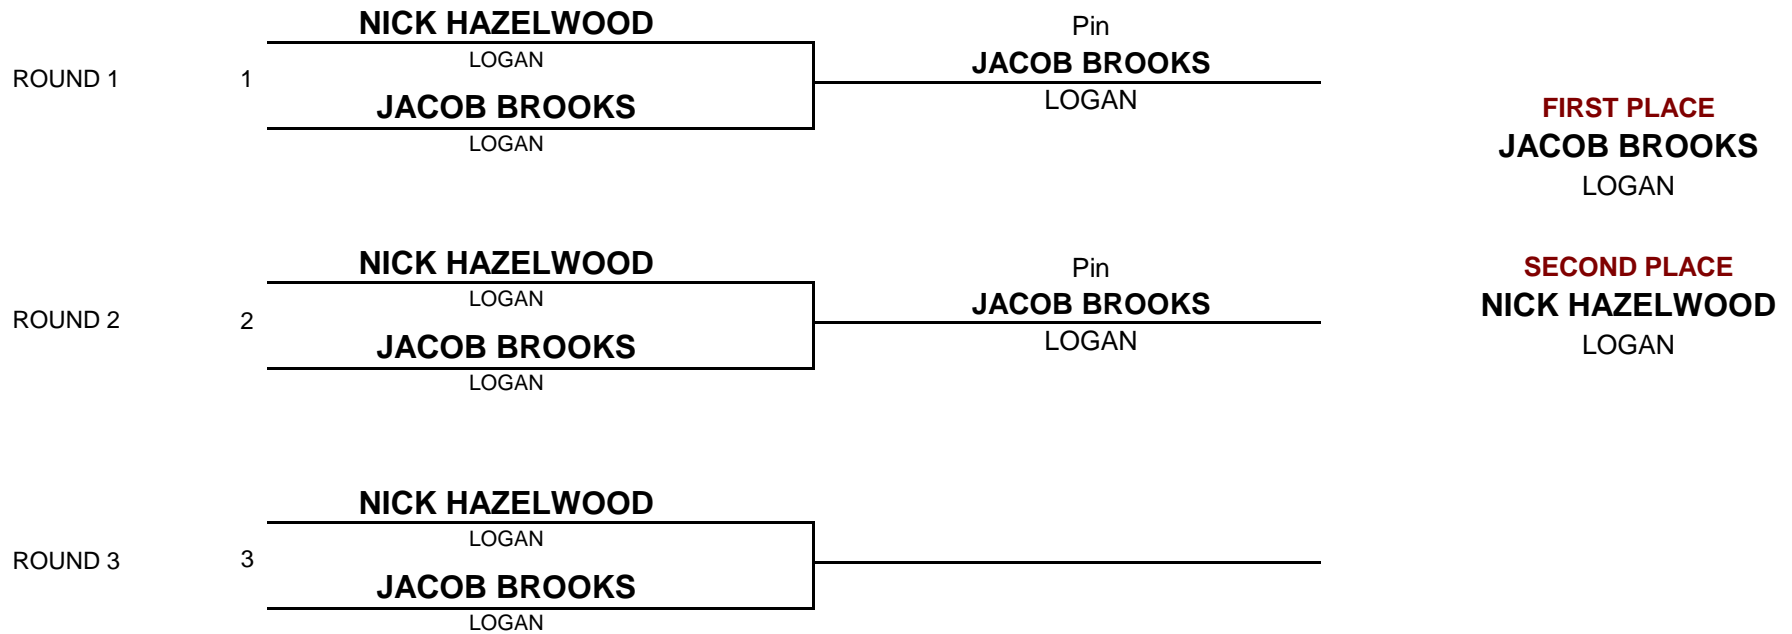 ROUND 1
1
NICK HAZELWOOD
LOGAN
JACOB BROOKS
LOGAN
Pin
JACOB BROOKS
LOGAN
FIRST PLACE
JACOB BROOKS
LOGAN
ROUND 2
2
NICK HAZELWOOD
LOGAN
JACOB BROOKS
LOGAN
Pin
JACOB BROOKS
LOGAN
SECOND PLACE
NICK HAZELWOOD
LOGAN
ROUND 3
3
NICK HAZELWOOD
LOGAN
JACOB BROOKS
LOGAN